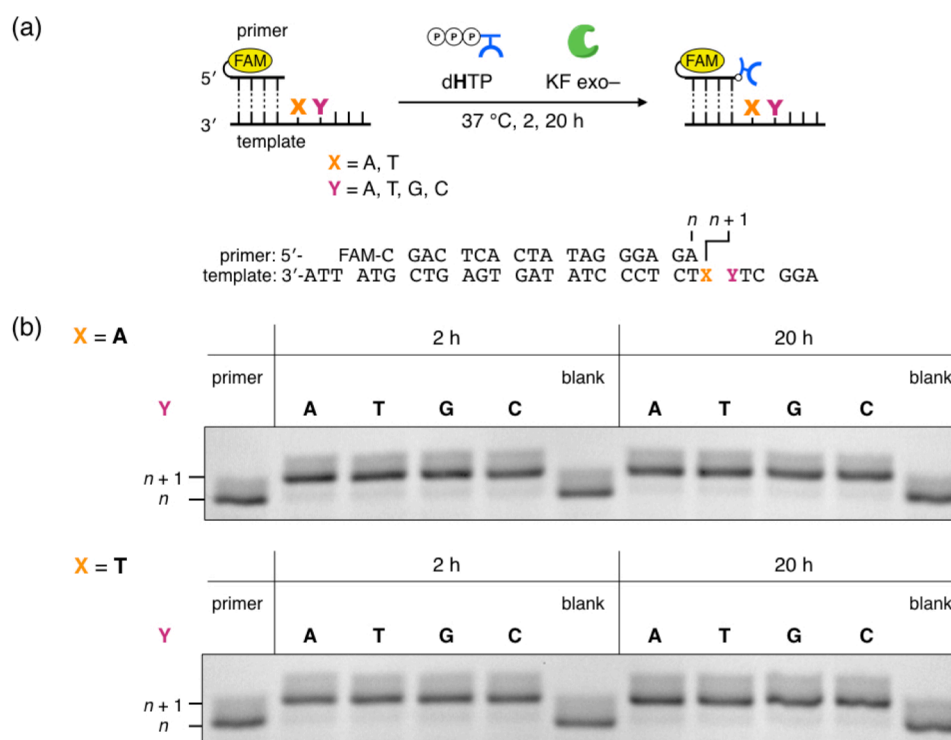 (a)
primer
P P P
FAM
FAM
5′
dHTP KF exo–
X Y
X Y
3′
37 °C, 2, 20 h
template
X = A, T
Y = A, T, G, C
n n + 1
primer: 5′- FAM-C GAC TCA CTA TAG GGA GA
template: 3′-ATT ATG CTG AGT GAT ATC CCT CTX YTC GGA
(b)
X = A
2 h 20 h
primer blank blank
Y A T G C A T G C
n + 1
n
X = T
2 h 20 h
primer blank blank
Y A T G C A T G C
n + 1
n